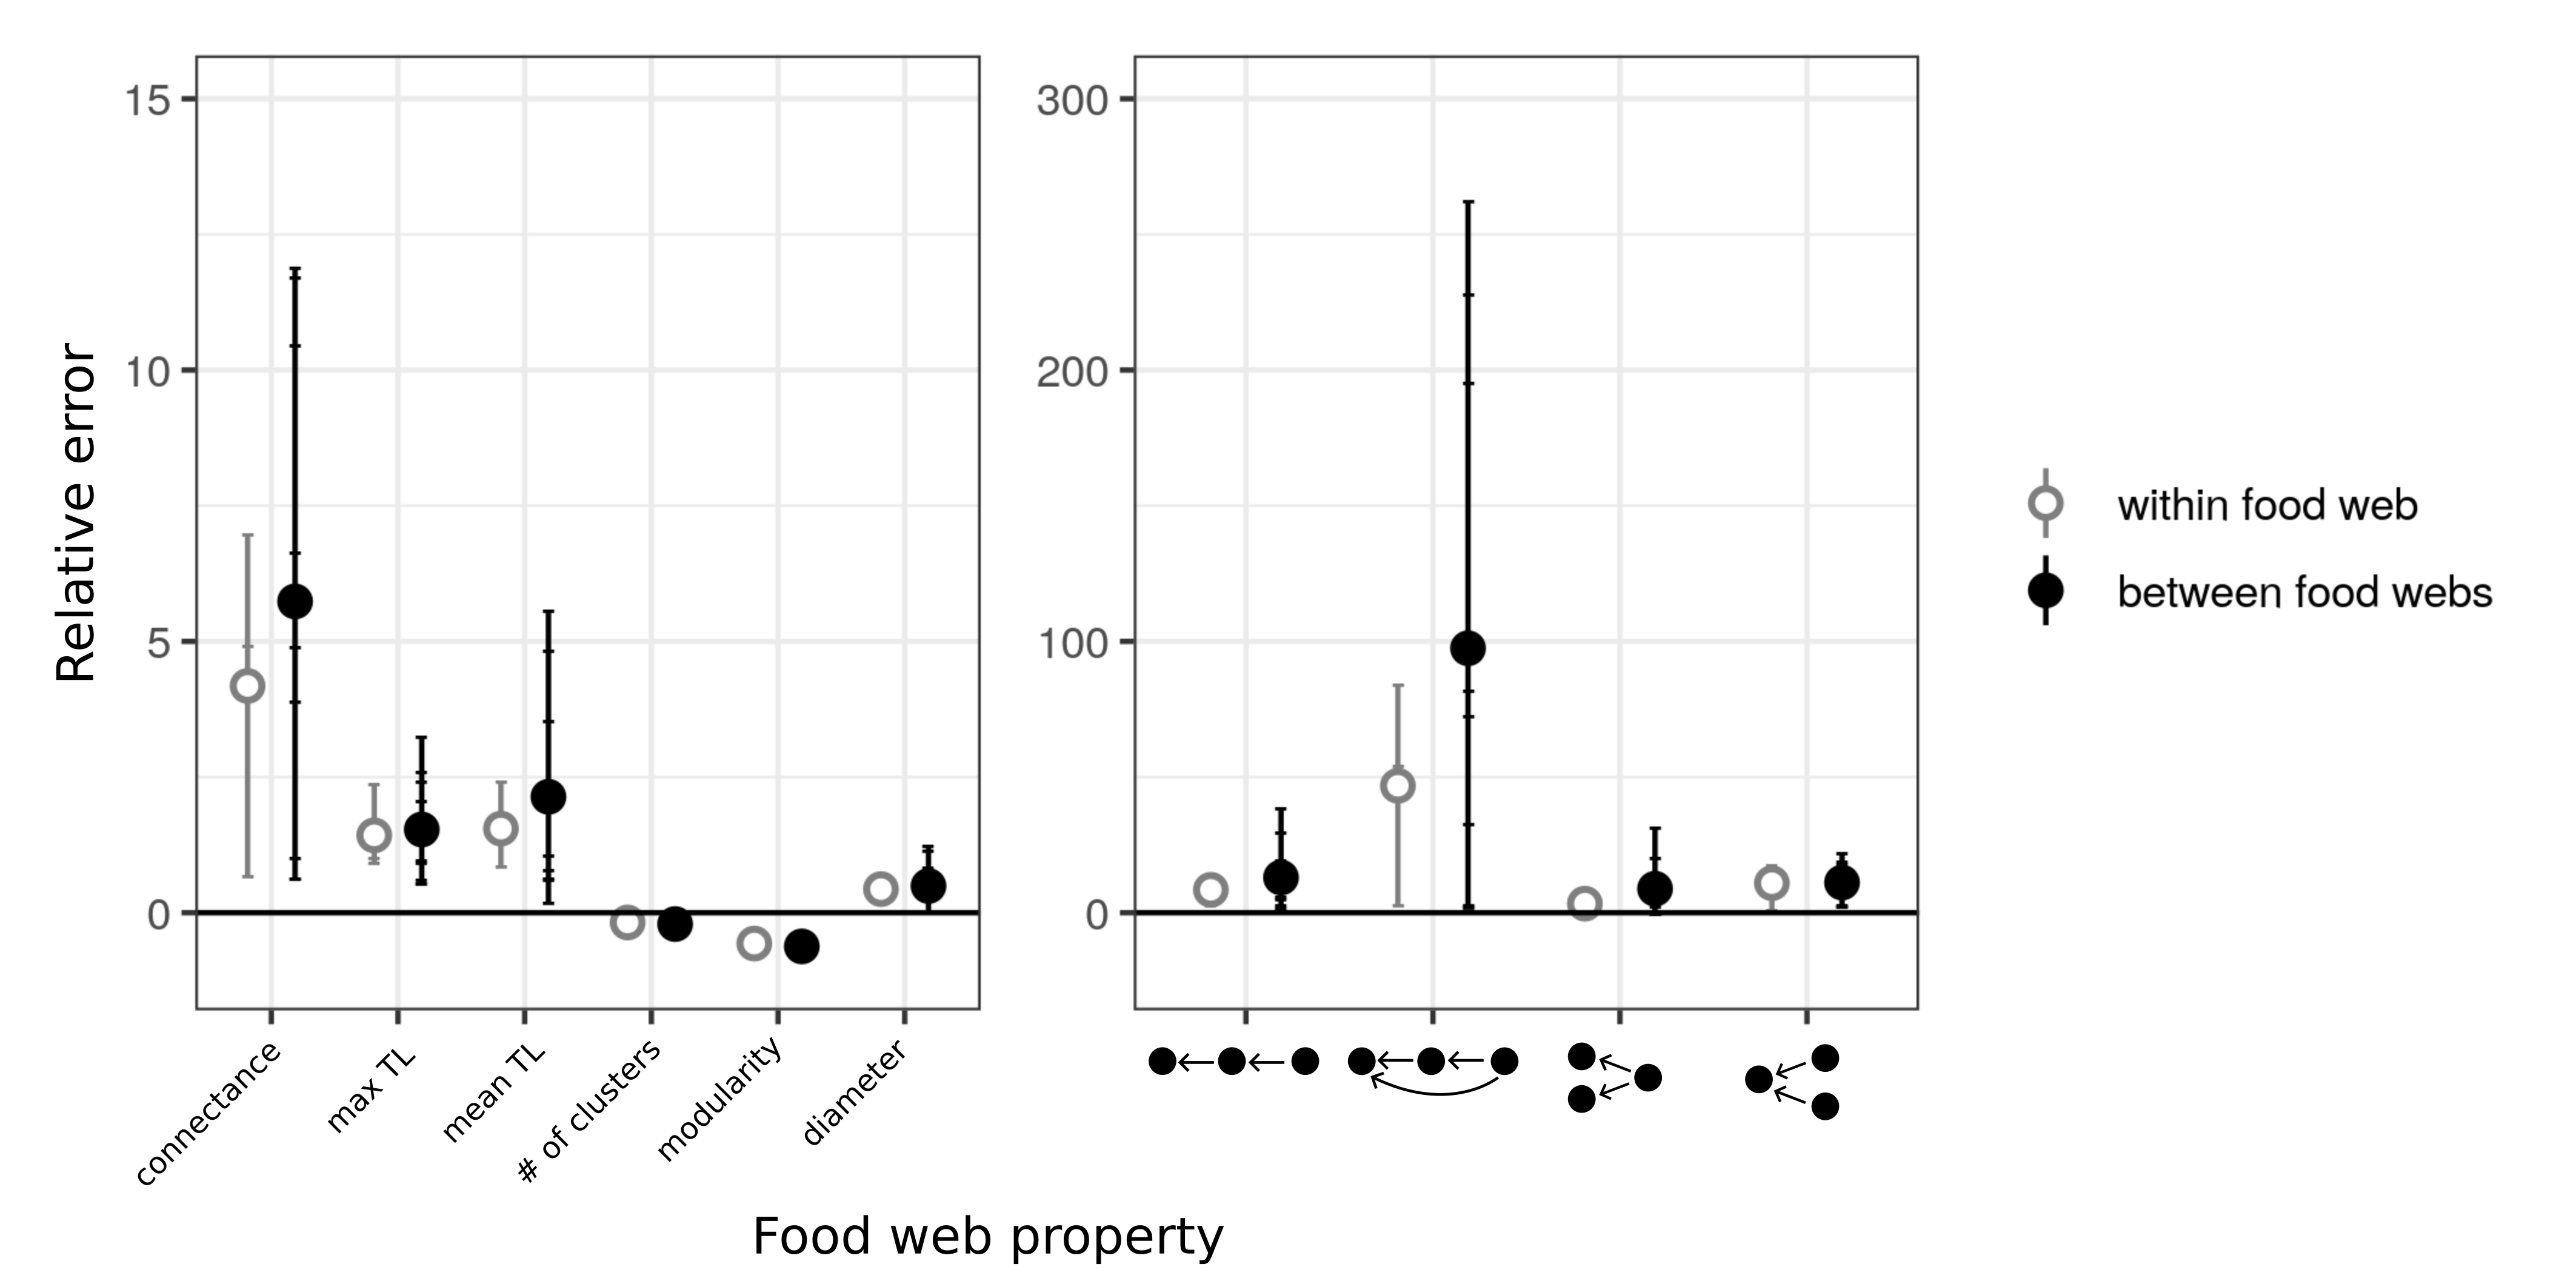 Relative error
15
10
5
0
connectance
max TL
mean TL
# of clusters
modularity
diameter
300
200
100
0
within food web
between food webs
Food web property